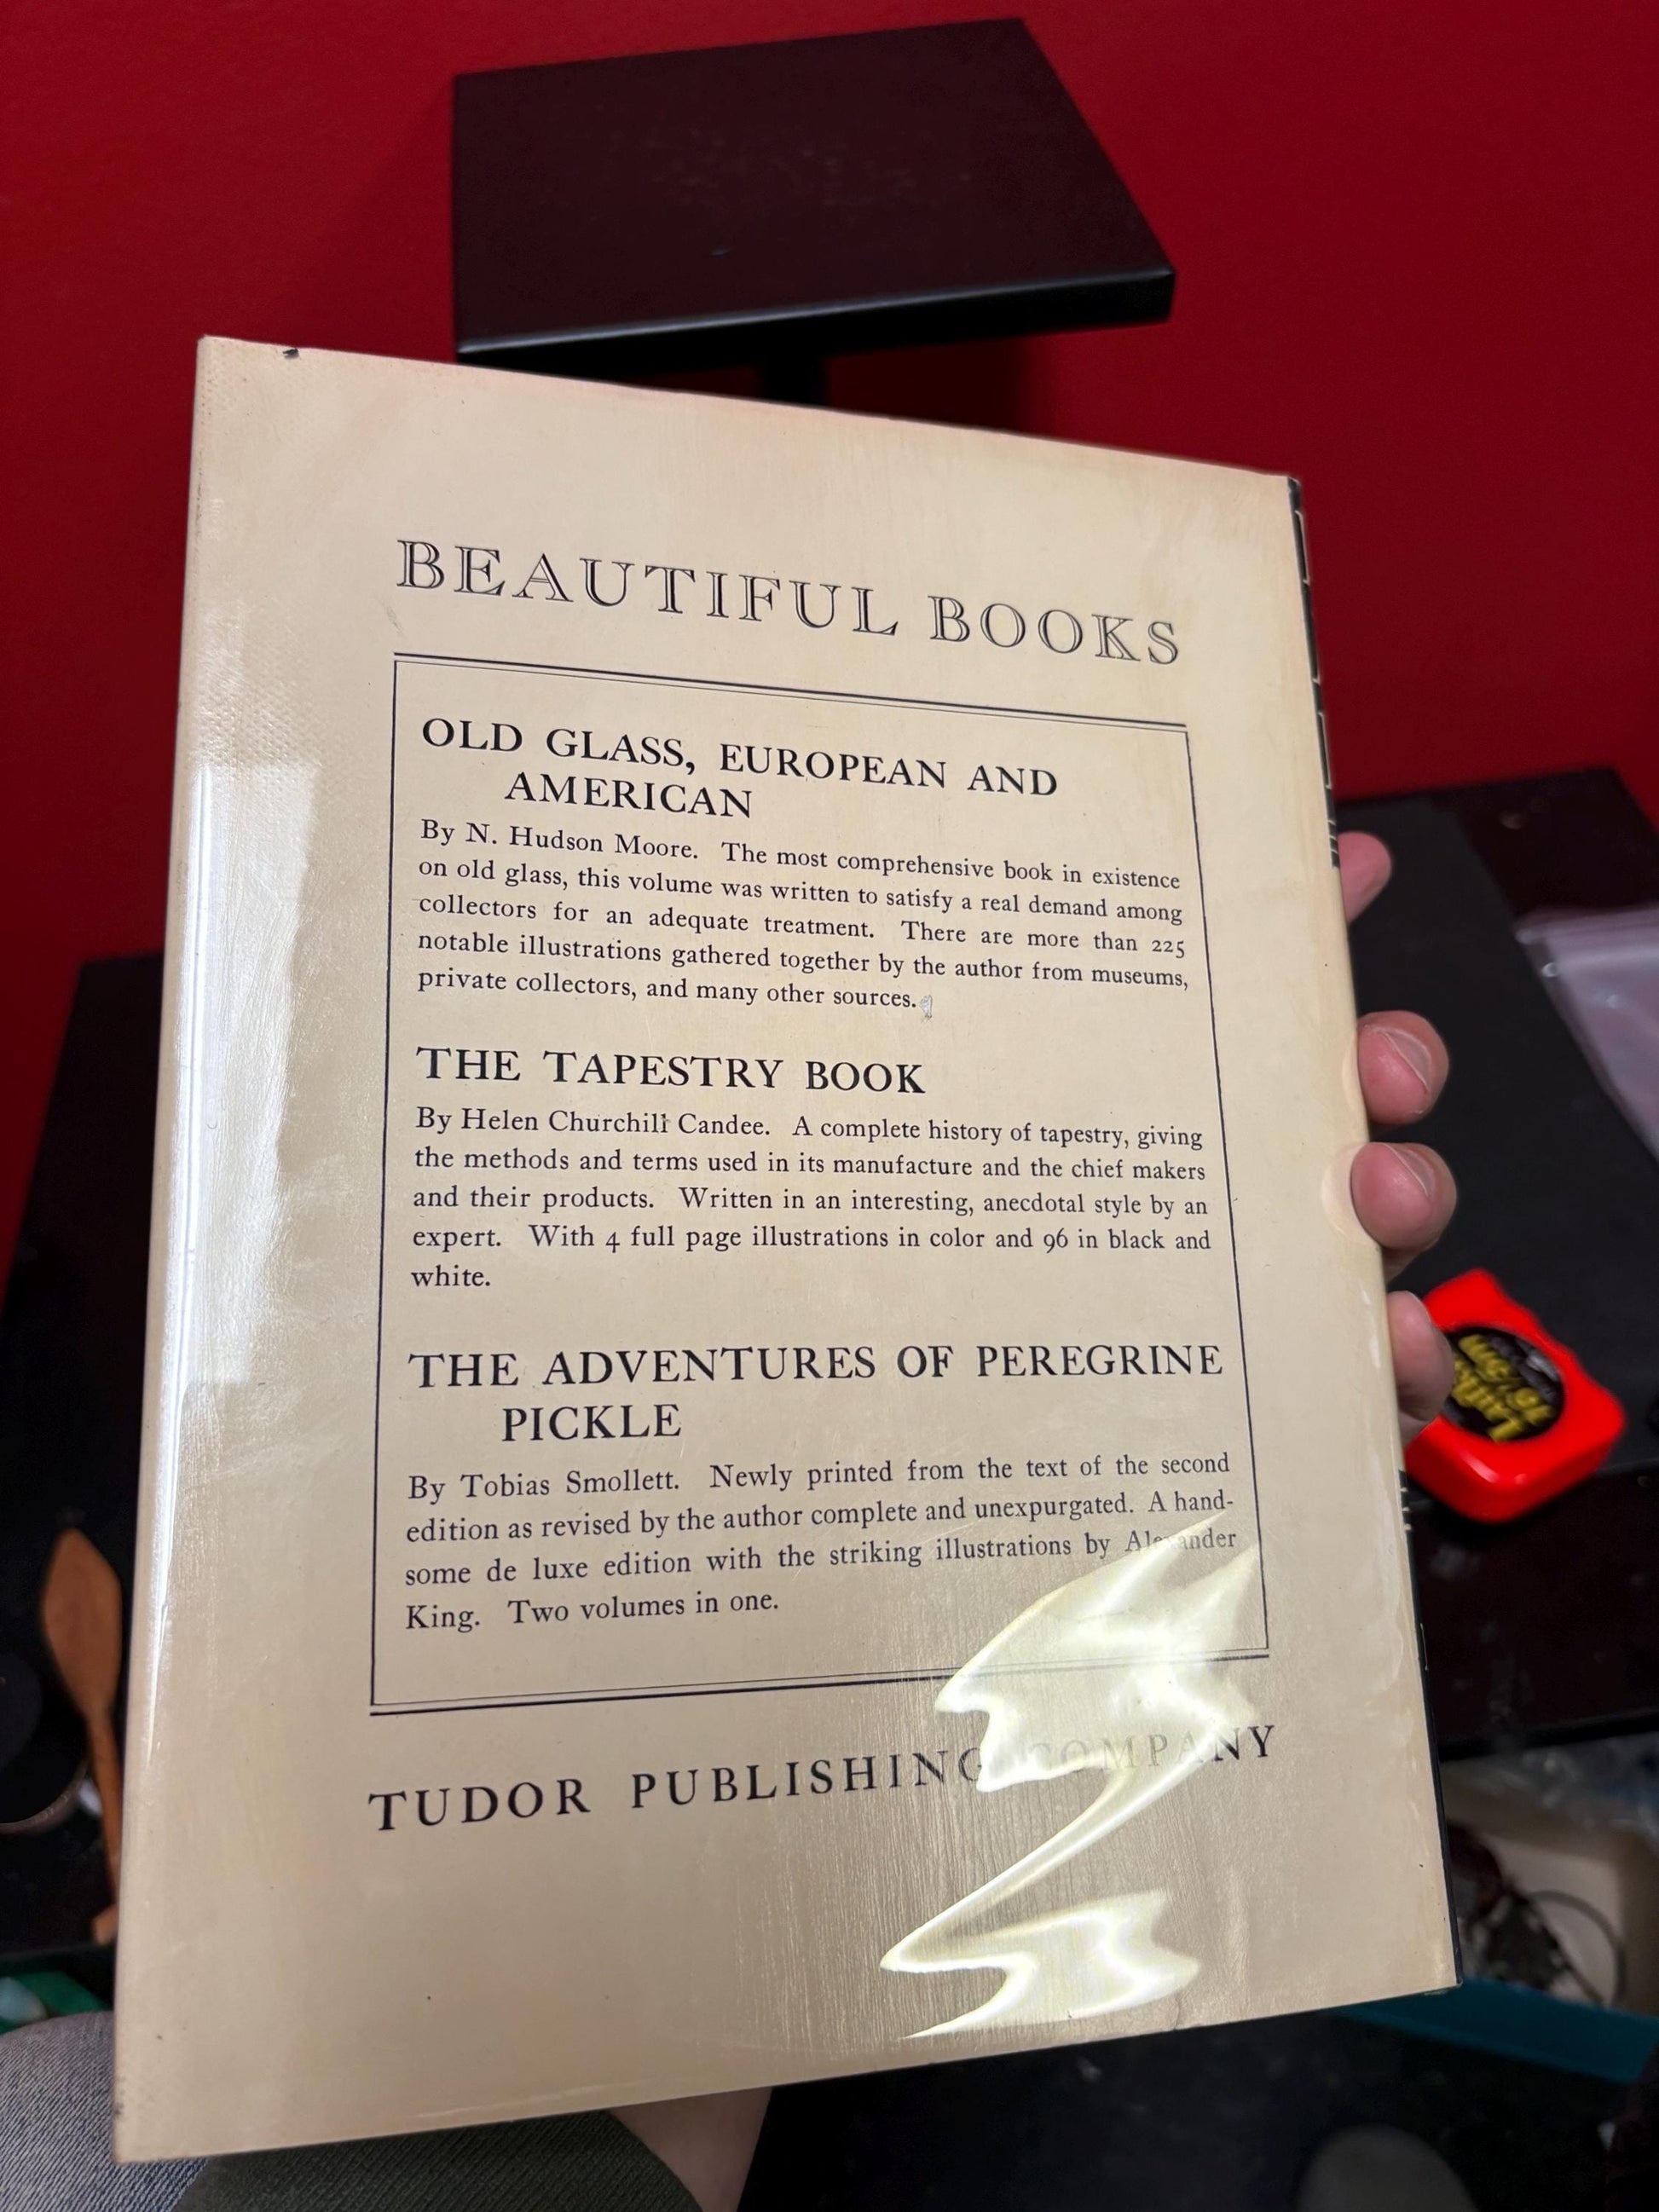 BEAUTIFUL BOOKS
OLD GLASS, EUROPEAN AND
AMERICAN
By N. Hudson Moore. The most comprehensive book in existence
on old glass, this volume was written to satisfy a real demand among
collectors for an adequate treatment. There are more than 225
notable illustrations gathered together by the author from museums,
private collectors, and many other sources.
THE TAPESTRY BOOK
By Helen Churchill Candee. A complete history of tapestry, giving
the methods and terms used in its manufacture and the chief makers
and their products. Written in an interesting, anecdotal style by an
expert. With 4 full page illustrations in color and 96 in black and
white.
THE ADVENTURES OF PEREGRINE
PICKLE
By Tobias Smollett. Newly printed from the text of the second
edition as revised by the author complete and unexpurgated. A hand-
some de luxe edition with the striking illustrations by Alexander
King. Two volumes in one.
TUDOR PUBLISHING COMPANY